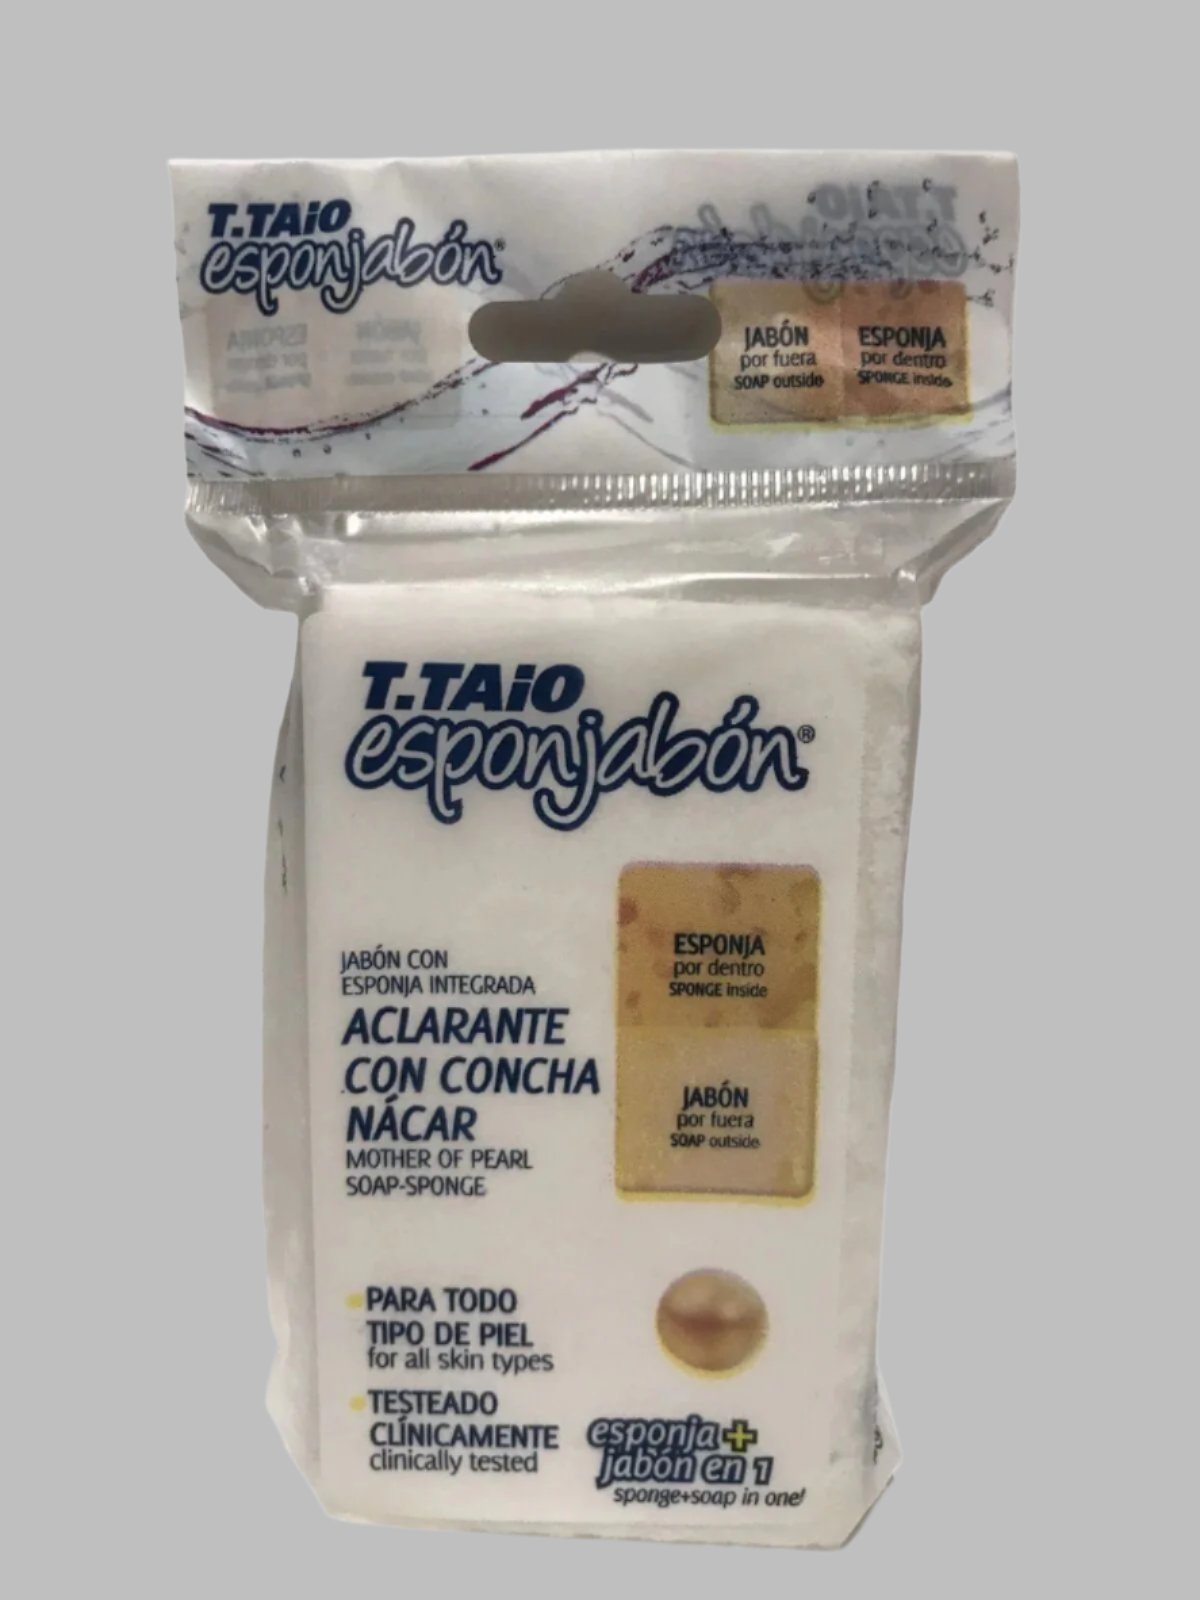 T.TAiO
esponjabón®
JABÓN
por fuera
SOAP outside
ESPONJA
por dentro
SPONGE inside
T.TAiO
esponjabón®
ESPONJA
por dentro
SPONGE inside
JABÓN
por fuera
SOAP outside
JABÓN CON
ESPONJA INTEGRADA
ACLARANTE
CON CONCHA
NÁCAR
MOTHER OF PEARL
SOAP-SPONGE
PARA TODO
TIPO DE PIEL
for all skin types
TESTEADO
CLÍNICAMENTE
clinically tested
esponja +
jabón en 1
sponge+soap in one!